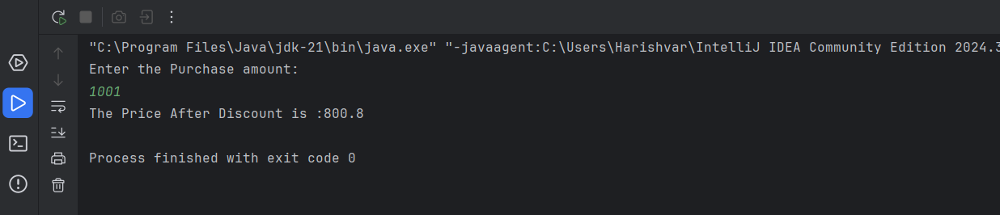 "C:\Program Files\Java\jdk-21\bin\java.exe" "-javaagent:C:\Users\Harishvar\IntelliJ IDEA Community Edition 2024.3
Enter the Purchase amount:
1001
The Price After Discount is :800.8
Process finished with exit code 0